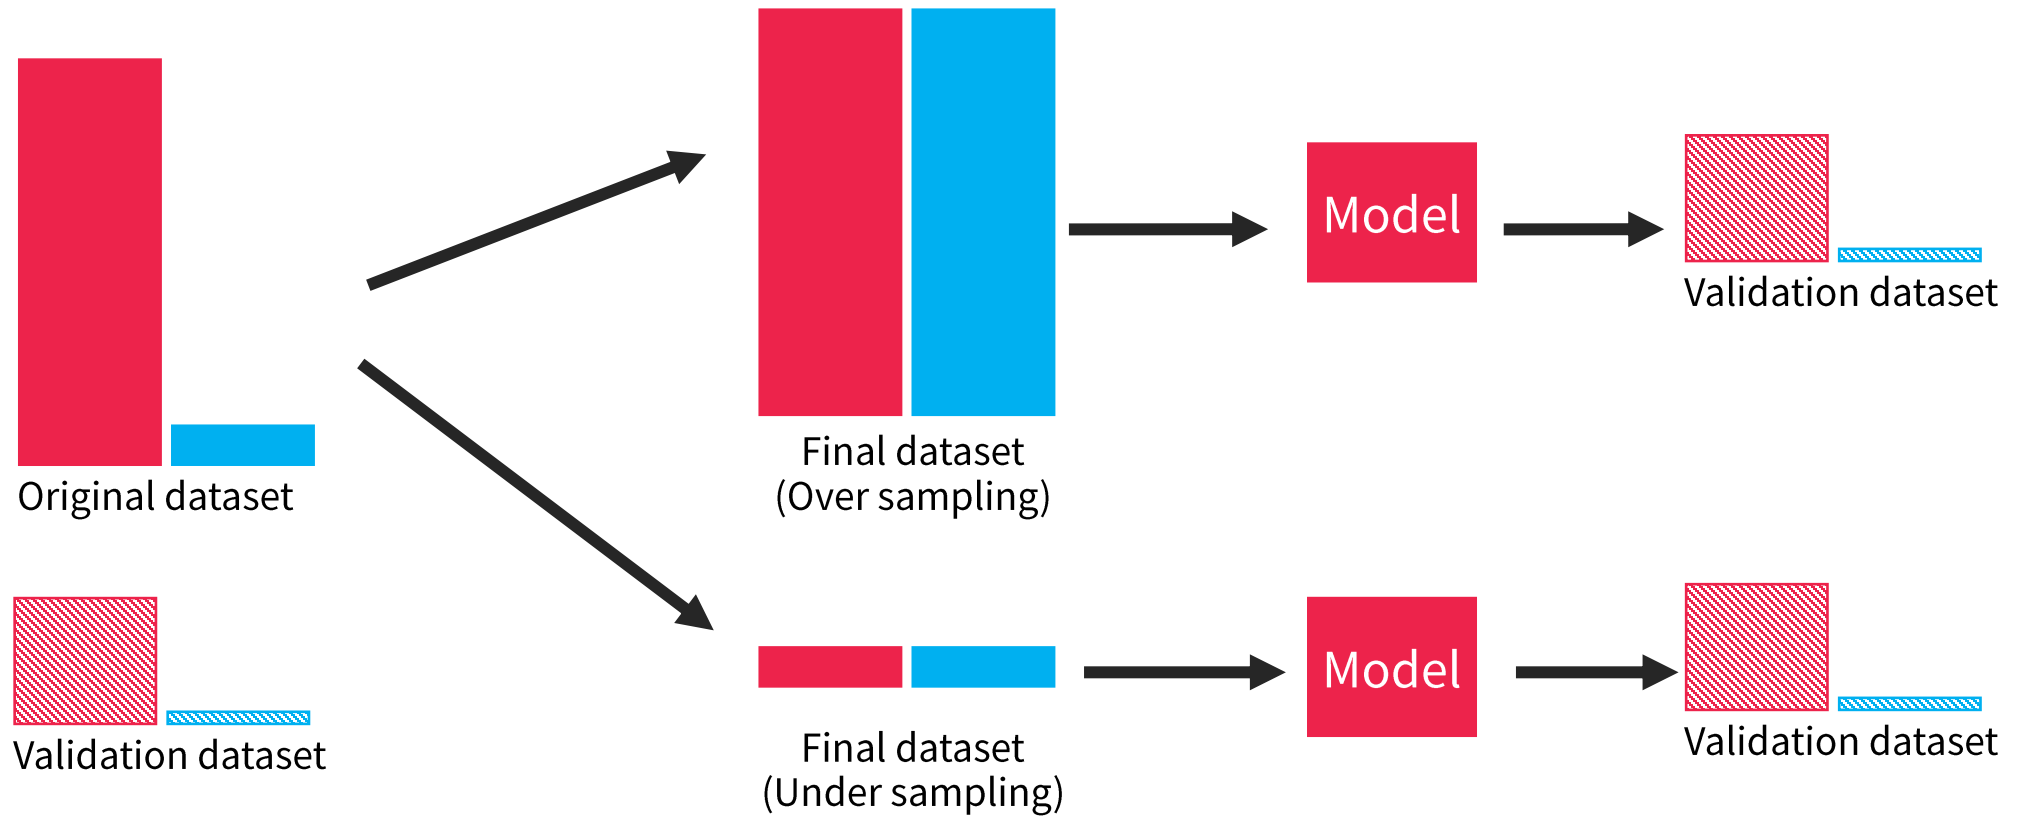 Original dataset
Validation dataset
Final dataset
(Over sampling)
Model
Validation dataset
Final dataset
(Under sampling)
Model
Validation dataset